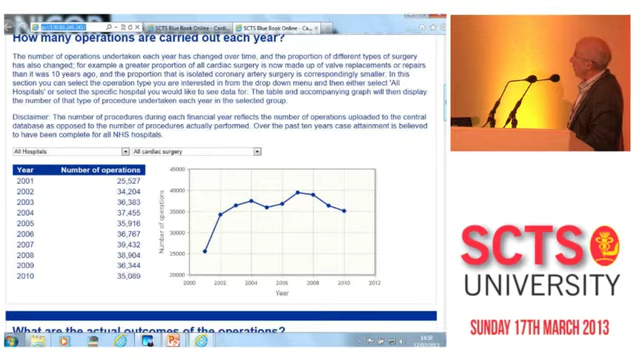 SCTS Blue Book Online - Cardi...
SCTS Blue Book Online - Ca...
How many operations are carried out each year?
The number of operations undertaken each year has changed over time, and the proportion of different types of surgery
has also changed; for example a greater proportion of all cardiac surgery is now made up of valve replacements or repairs
than it was 10 years ago, and the proportion that is isolated coronary artery surgery is correspondingly smaller. In
this section you can select the operation type you are interested in from the drop down menu and then either select 'All
Hospitals' or select the specific hospital you would like to see data for. The table and accompanying graph will then display
the number of that type of procedure undertaken each year in the selected group.
Disclaimer: The number of procedures during each financial year reflects the number of operations uploaded to the central
database as opposed to the number of procedures actually performed. Over the past ten years case attainment is believed
to have been complete for all NHS hospitals.
All Hospitals
All cardiac surgery
Year Number of operations
2001 25,527
2002 34,204
2003 36,383
2004 37,455
2005 35,916
2006 36,767
2007 39,432
2008 38,904
2009 36,344
2010 35,089
45000
40000
35000
30000
25000
20000
Number of operations
2000 2002 2004 2006 2008 2010 2012
Year
What are the actual outcomes of the operations?
SCTS
UNIVERSITY
SUNDAY 17TH MARCH 2013